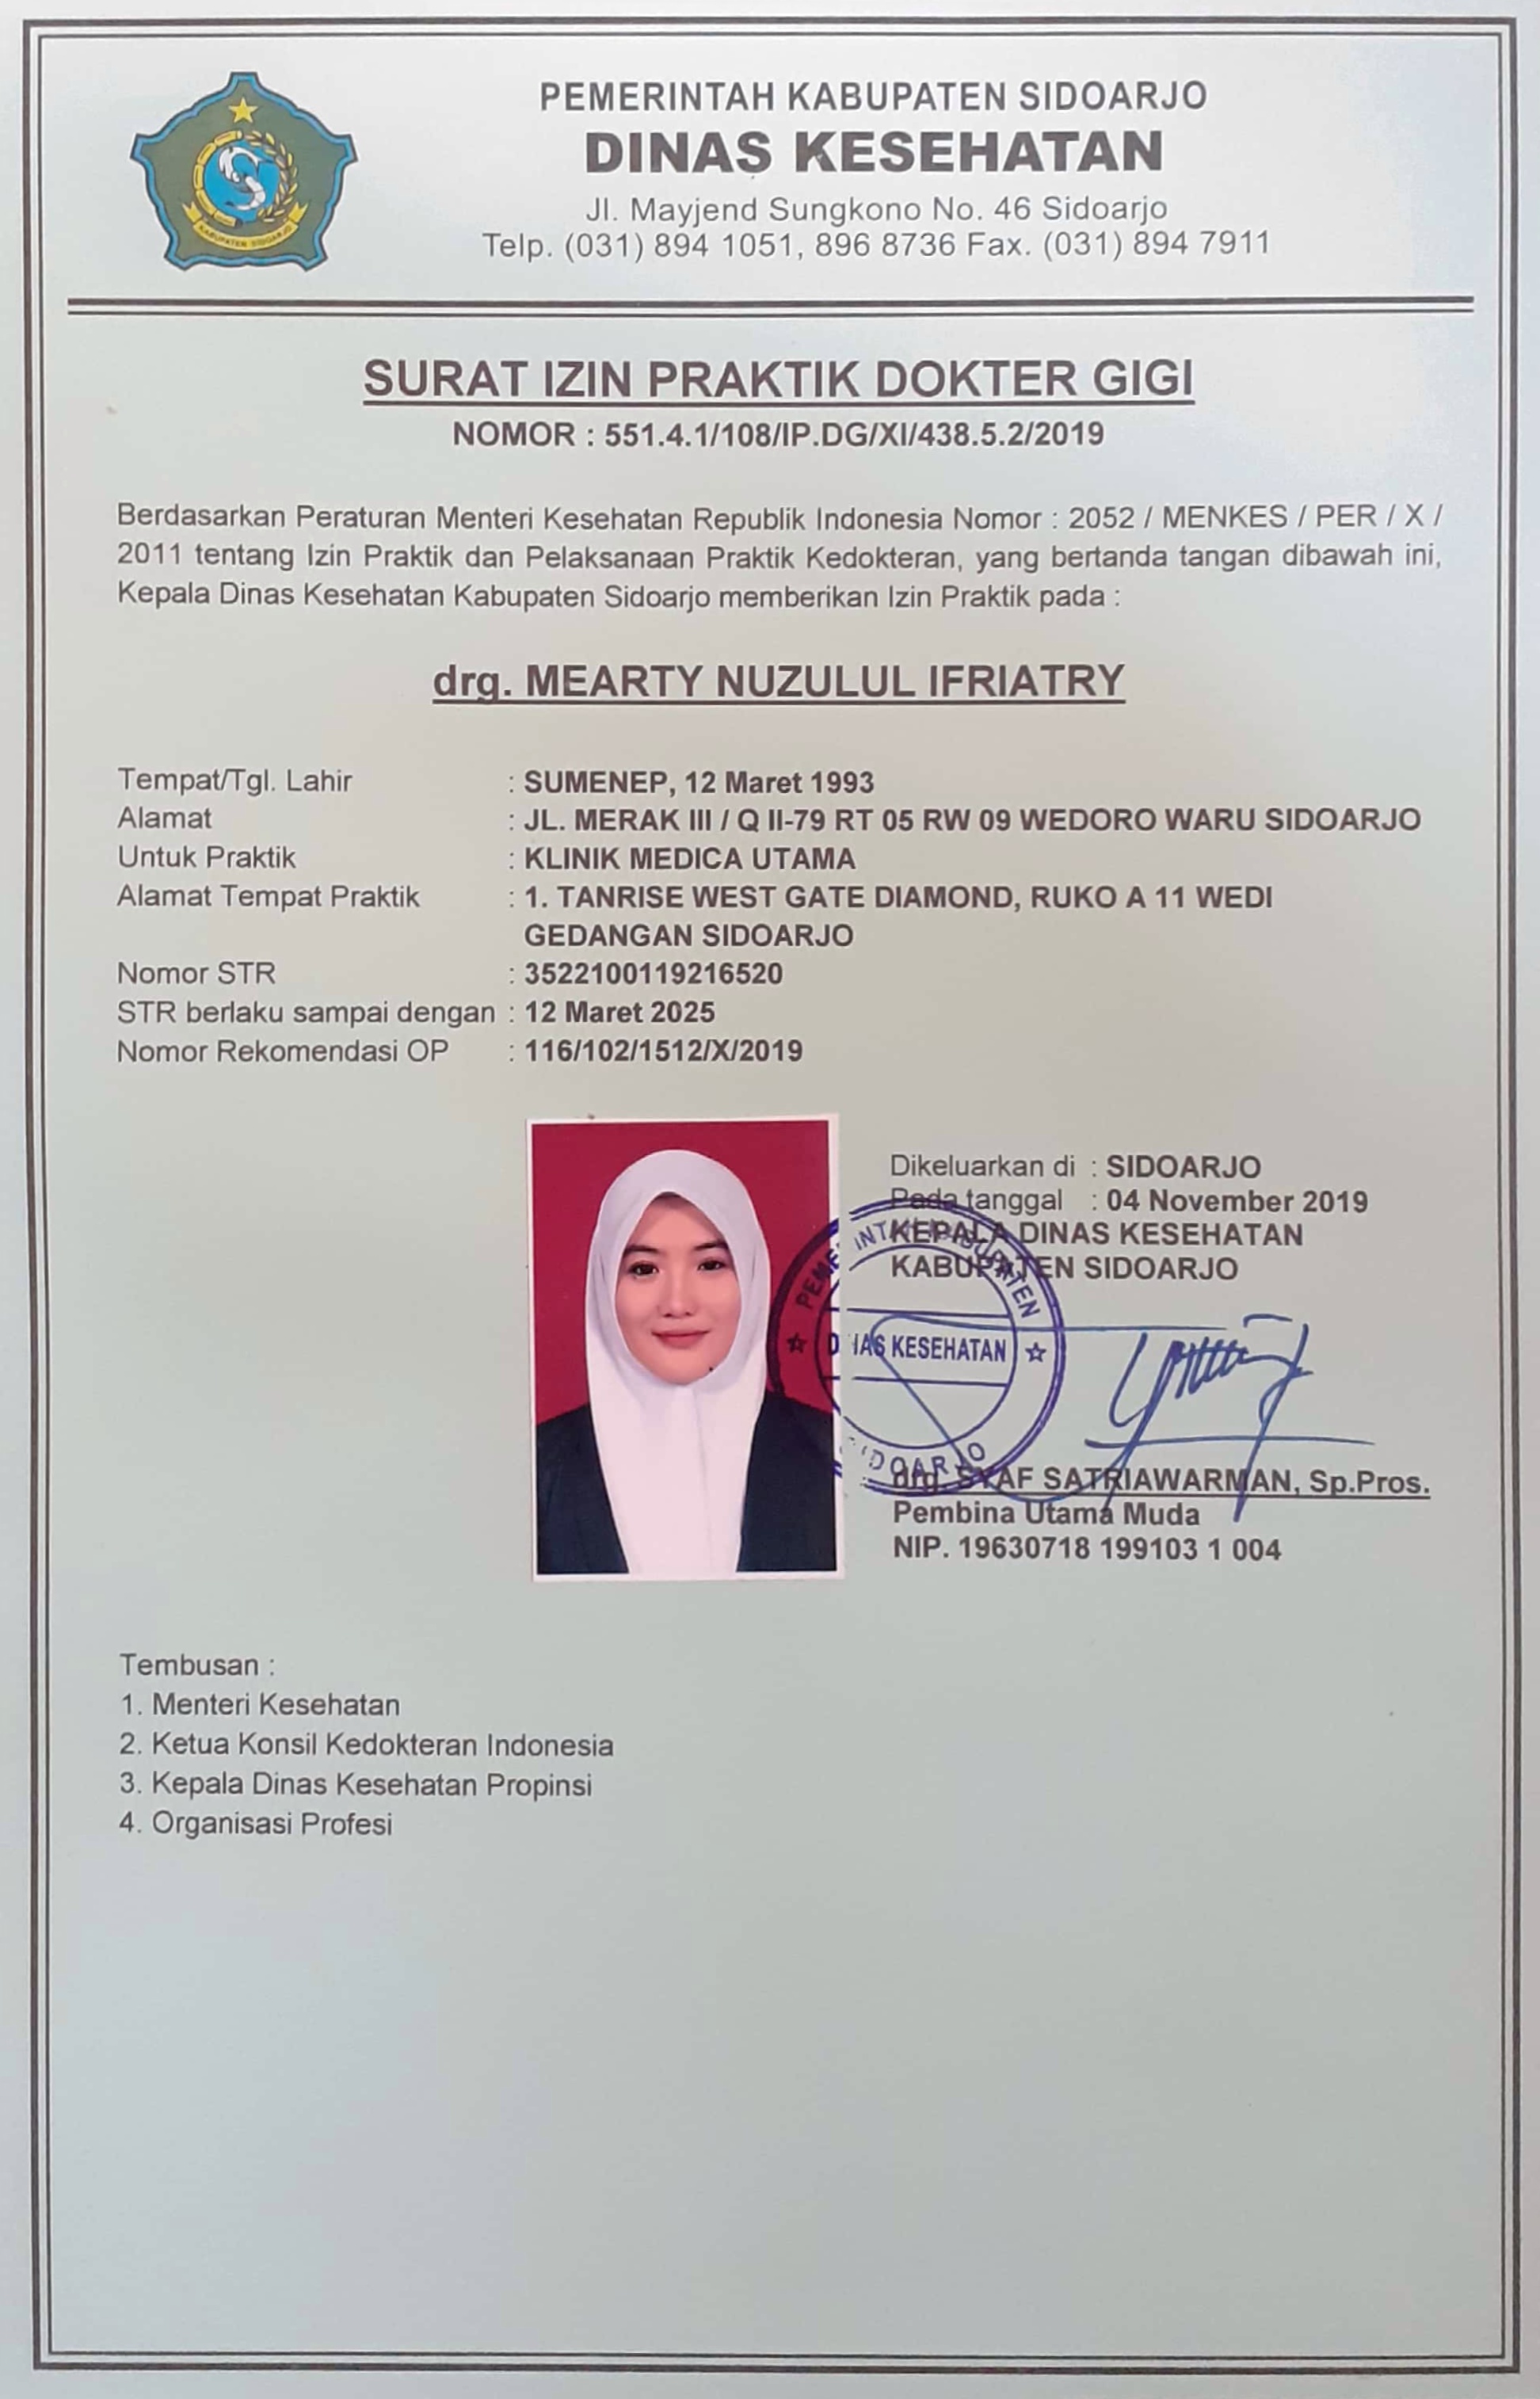 PEMERINTAH KABUPATEN SIDOARJO
DINAS KESEHATAN
Jl. Mayjend Sungkono No. 46 Sidoarjo
Telp. (031) 894 1051, 896 8736 Fax. (031) 894 7911
KABUPATEN SIDOARJO
SURAT IZIN PRAKTIK DOKTER GIGI
NOMOR : 551.4.1/108/IP.DG/XI/438.5.2/2019
Berdasarkan Peraturan Menteri Kesehatan Republik Indonesia Nomor : 2052 / MENKES / PER / X /
2011 tentang Izin Praktik dan Pelaksanaan Praktik Kedokteran, yang bertanda tangan dibawah ini,
Kepala Dinas Kesehatan Kabupaten Sidoarjo memberikan Izin Praktik pada :
drg. MEARTY NUZULUL IFRIATRY
Tempat/Tgl. Lahir : SUMENEP, 12 Maret 1993
Alamat : JL. MERAK III / Q II-79 RT 05 RW 09 WEDORO WARU SIDOARJO
Untuk Praktik : KLINIK MEDICA UTAMA
Alamat Tempat Praktik : 1. TANRISE WEST GATE DIAMOND, RUKO A 11 WEDI
GEDANGAN SIDOARJO
Nomor STR : 3522100119216520
STR berlaku sampai dengan : 12 Maret 2025
Nomor Rekomendasi OP : 116/102/1512/X/2019
Dikeluarkan di : SIDOARJO
Pada tanggal : 04 November 2019
KEPALA DINAS KESEHATAN
KABUPATEN SIDOARJO
PEMERINTAH KABUPATEN
DINAS KESEHATAN
SIDOARJO
drg. SYAF SATRIAWARMAN, Sp.Pros.
Pembina Utama Muda
NIP. 19630718 199103 1 004
Tembusan :
1. Menteri Kesehatan
2. Ketua Konsil Kedokteran Indonesia
3. Kepala Dinas Kesehatan Propinsi
4. Organisasi Profesi